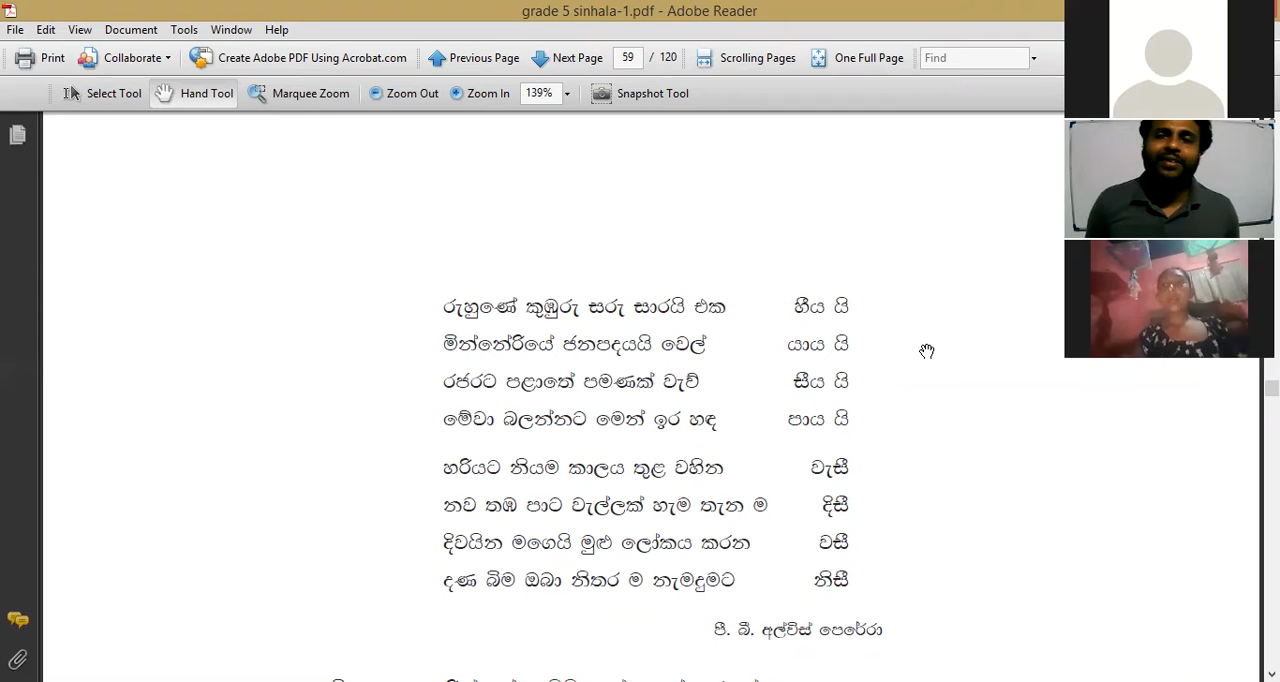 grade 5 sinhala-1.pdf - Adobe Reader
File Edit View Document Tools Window Help
Print Collaborate Create Adobe PDF Using Acrobat.com Previous Page Next Page 59 / 120 Scrolling Pages One Full Page Find
Select Tool Hand Tool Marquee Zoom Zoom Out Zoom In 139% Snapshot Tool
රුහුණේ කුඹුරු සරු සාරයි එක හීය යි
මින්නේරියේ ජනපදයයි වෙල් යාය යි
රජරට පළාතේ පමණක් වැව් සීය යි
මේවා බලන්නට මෙන් ඉර හඳ පාය යි
හරියට නියම කාලය තුළ වහින වැසී
නව තඹ පාට වැල්ලක් හැම තැන ම දිසී
දිවයින මගෙයි මුළු ලෝකය කරන වසී
දණ බිම ඔබා නිතර ම නැමදුමට නිසී
පී. බී. අල්විස් පෙරේරා